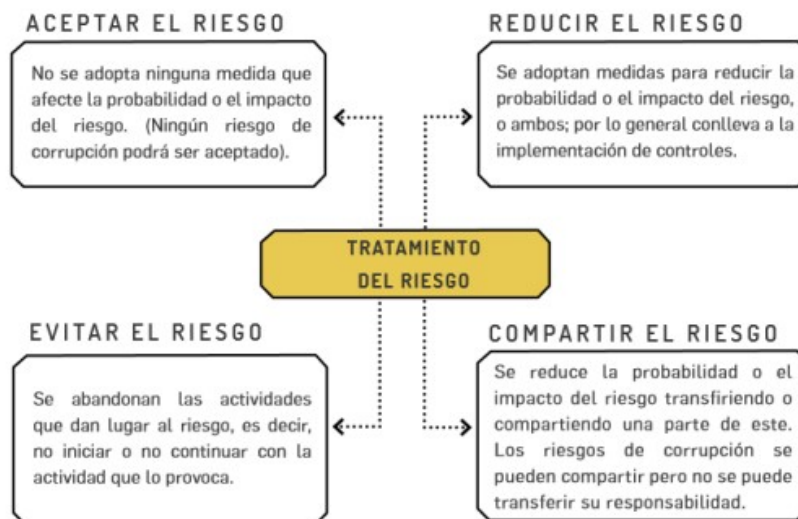 ACEPTAR EL RIESGO
No se adopta ninguna medida que
afecte la probabilidad o el impacto
del riesgo. (Ningún riesgo de
corrupción podrá ser aceptado).
REDUCIR EL RIESGO
Se adoptan medidas para reducir la
probabilidad o el impacto del riesgo,
o ambos; por lo general conlleva a la
implementación de controles.
TRATAMIENTO
DEL RIESGO
EVITAR EL RIESGO
Se abandonan las actividades
que dan lugar al riesgo, es decir,
no iniciar o no continuar con la
actividad que lo provoca.
COMPARTIR EL RIESGO
Se reduce la probabilidad o el
impacto del riesgo transfiriendo o
compartiendo una parte de este.
Los riesgos de corrupción se
pueden compartir pero no se puede
transferir su responsabilidad.